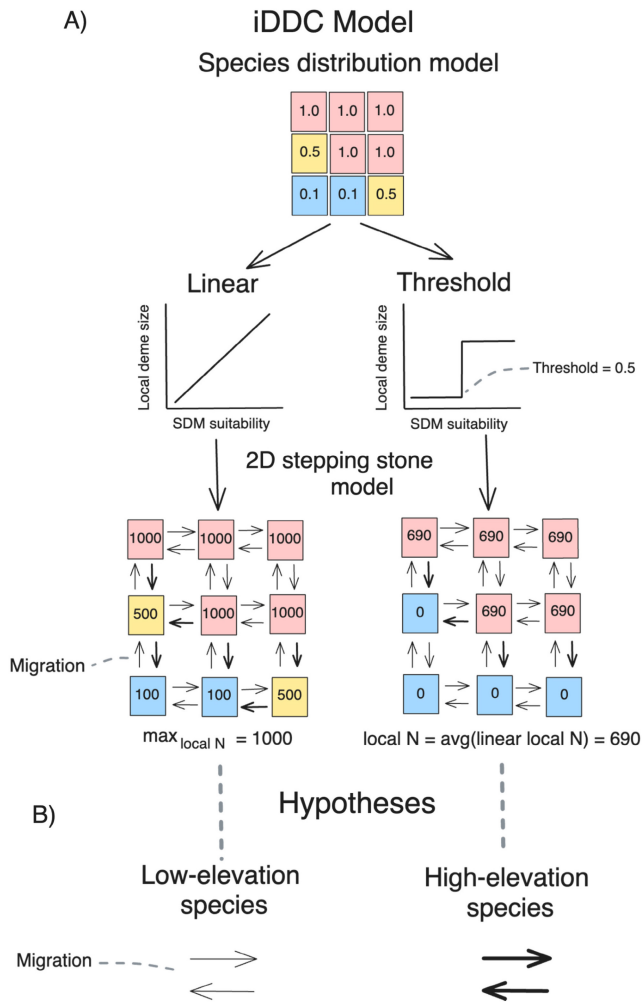 A)
iDDC Model
Species distribution model
1.0 1.0 1.0
0.5 1.0 1.0
0.1 0.1 0.5
Linear
Threshold
Local deme size
SDM suitability
Local deme size
Threshold = 0.5
SDM suitability
2D stepping stone
model
1000 1000 1000
500 1000 1000
Migration
100 100 500
max local N = 1000
690 690 690
0 690 690
0 0 0
local N = avg(linear local N) = 690
B)
Hypotheses
Low-elevation
species
High-elevation
species
Migration